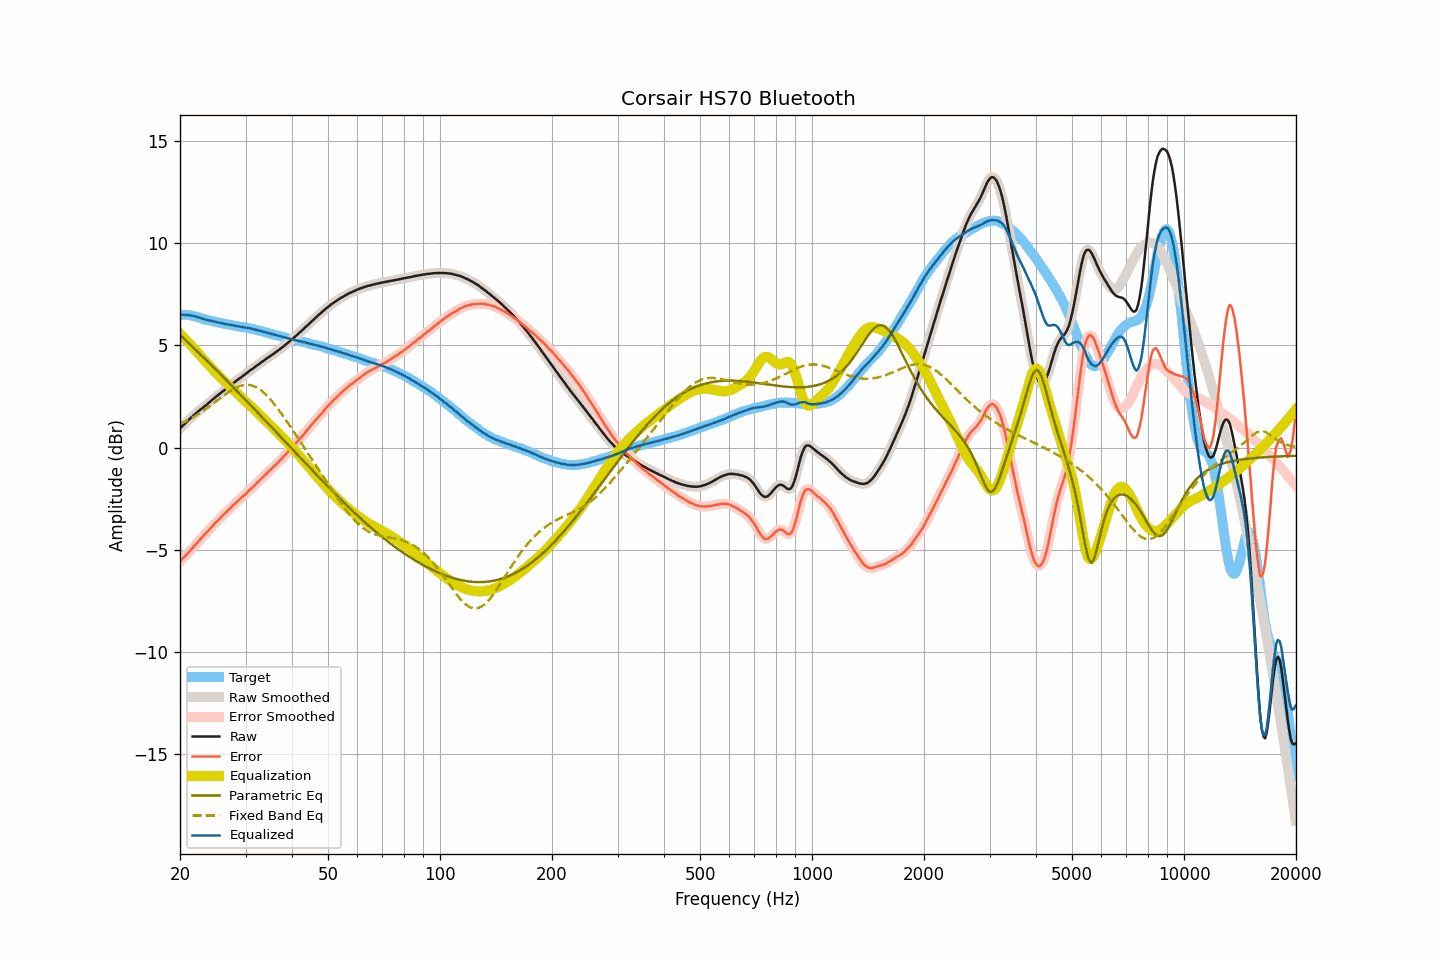 Corsair HS70 Bluetooth
15
10
5
0
−5
−10
−15
Amplitude (dBr)
Target
Raw Smoothed
Error Smoothed
Raw
Error
Equalization
Parametric Eq
Fixed Band Eq
Equalized
20 50 100 200 500 1000 2000 5000 10000 20000
Frequency (Hz)